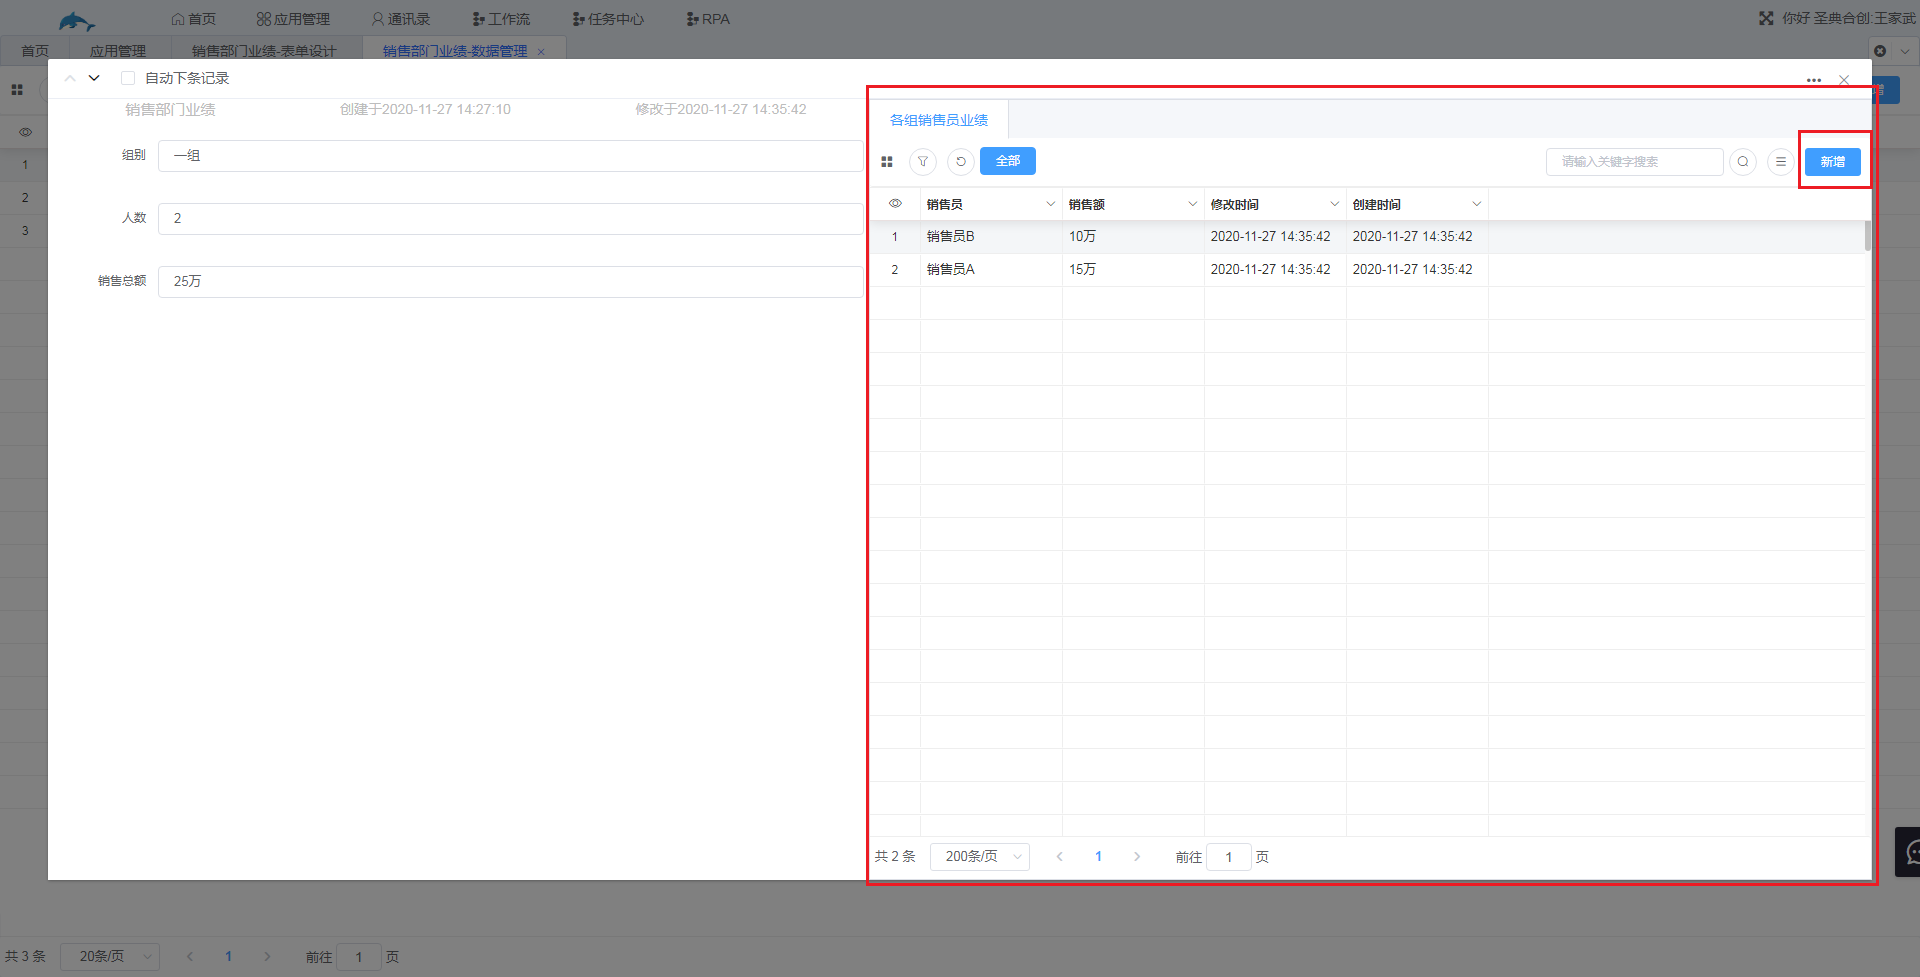 首页 应用管理 通讯录 工作流 任务中心 RPA 你好 圣典合创:王家武
首页 应用管理 销售部门业绩-表单设计 销售部门业绩-数据管理
自动下条记录
销售部门业绩 创建于2020-11-27 14:27:10 修改于2020-11-27 14:35:42
组别 一组
人数 2
销售总额 25万
各组销售员业绩
全部 请输入关键字搜索 新增
销售员 销售额 修改时间 创建时间
1 销售员B 10万 2020-11-27 14:35:42 2020-11-27 14:35:42
2 销售员A 15万 2020-11-27 14:35:42 2020-11-27 14:35:42
共 2 条 200条/页 1 前往 1 页
增
1
2
3
共 3 条 20条/页 1 前往 1 页